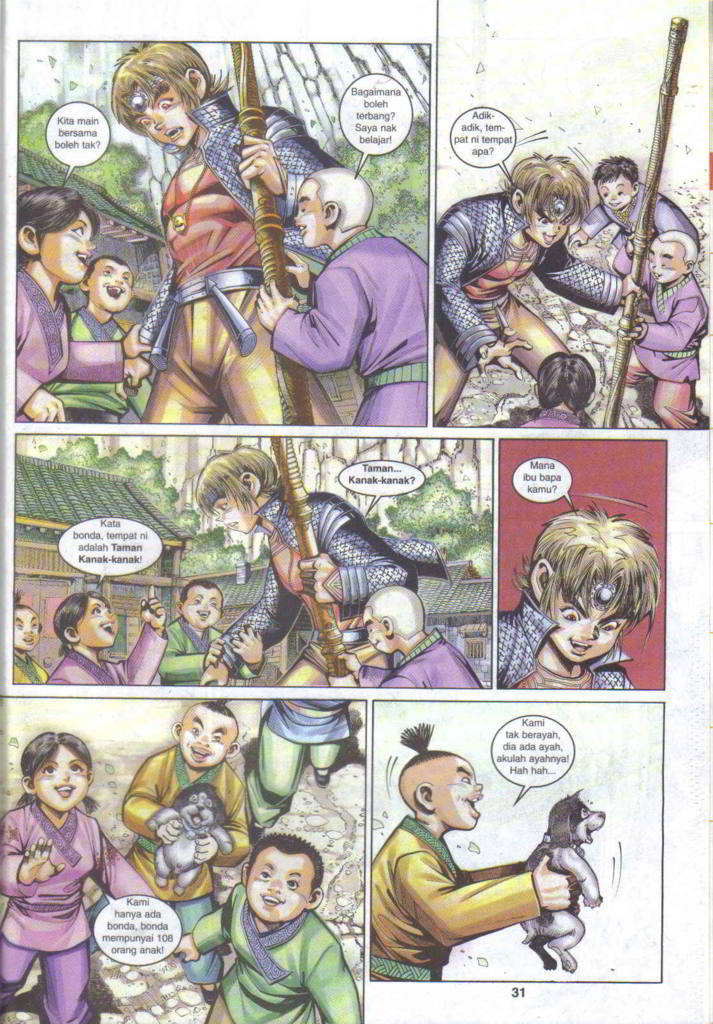 Kita main
bersama
boleh tak?
Bagaimana
boleh
terbang?
Saya nak
belajar!
Adik-
adik, tem-
pat ni tempat
apa?
Kata
bonda, tempat ni
adalah Taman
Kanak-kanak!
Taman...
Kanak-kanak?
Mana
ibu bapa
kamu?
Kami
hanya ada
bonda, bonda
mempunyai 108
orang anak!
Kami
tak berayah,
dia ada ayah,
akulah ayahnya!
Hah hah...
31